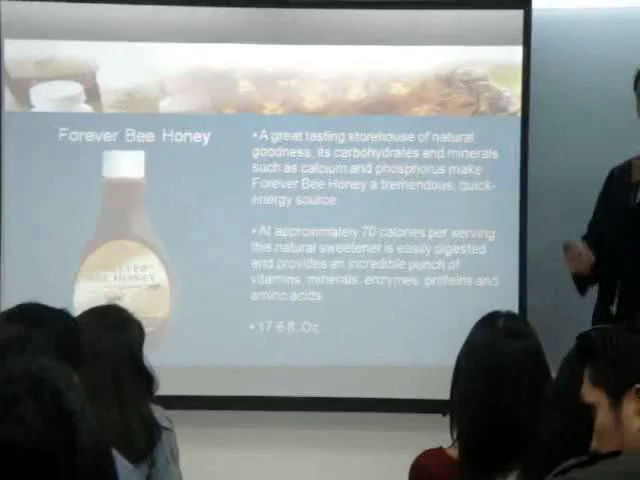 Forever Bee Honey
• A great tasting storehouse of natural
goodness, its carbohydrates and minerals
such as calcium and phosphorus make
Forever Bee Honey a tremendous, quick-
energy source.
• At approximately 70 calories per serving
this natural sweetener is easily digested
and provides an incredible punch of
vitamins, minerals, enzymes, proteins and
amino acids
• 17.6 fl. Oz
BEE HONEY